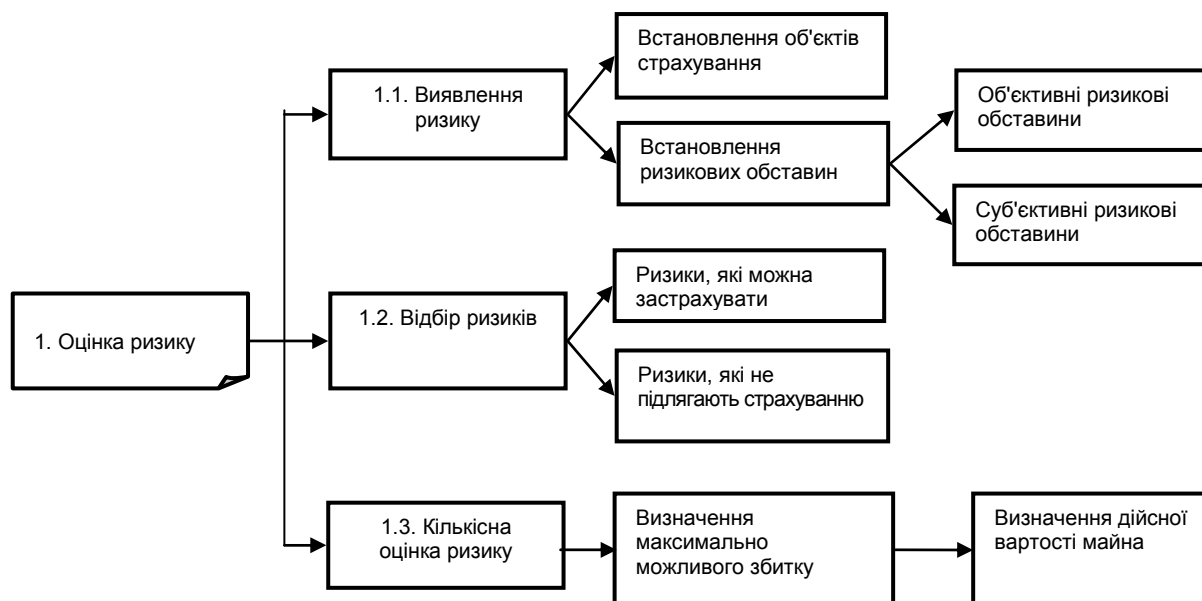 1. Оцінка ризику
1.1. Виявлення
ризику
Встановлення об'єктів
страхування
Встановлення
ризикових обставин
Об'єктивні ризикові
обставини
Суб'єктивні ризикові
обставини
1.2. Відбір ризиків
Ризики, які можна
застрахувати
Ризики, які не
підлягають страхуванню
1.3. Кількісна
оцінка ризику
Визначення
максимально
можливого збитку
Визначення дійсної
вартості майна